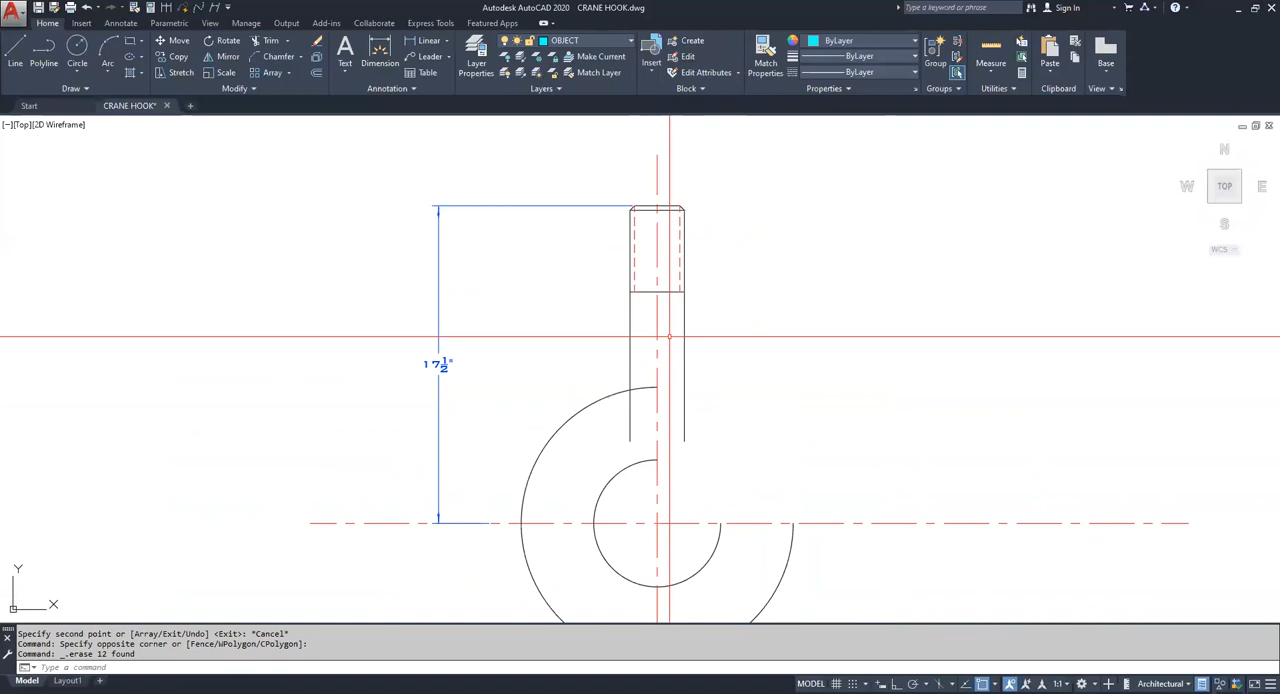 Autodesk AutoCAD 2020 CRANE HOOK.dwg
Type a keyword or phrase
Sign In
Home Insert Annotate Parametric View Manage Output Add-ins Collaborate Express Tools Featured Apps
Line Polyline Circle Arc
Move Rotate Trim
Copy Mirror Chamfer
Stretch Scale Array
Text Dimension
Linear
Leader
Table
Layer Properties
OBJECT
Make Current
Match Layer
Insert
Create
Edit
Edit Attributes
Match Properties
ByLayer
ByLayer
ByLayer
Group
Measure
Paste
Base
Draw Modify Annotation Layers Block Properties Groups Utilities Clipboard View
Start CRANE HOOK*
[−][Top][2D Wireframe]
N
W TOP E
S
WCS
17 1/2"
Y
X
Specify second point or [Array/Exit/Undo] <Exit>: *Cancel*
Command: Specify opposite corner or [Fence/WPolygon/CPolygon]:
Command: _.erase 12 found
Type a command
Model Layout1
MODEL 1:1 Architectural